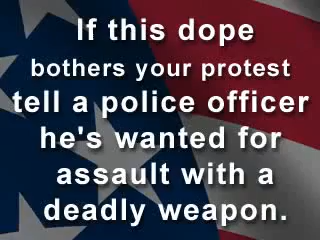 If this dope
bothers your protest
tell a police officer
he's wanted for
assault with a
deadly weapon.